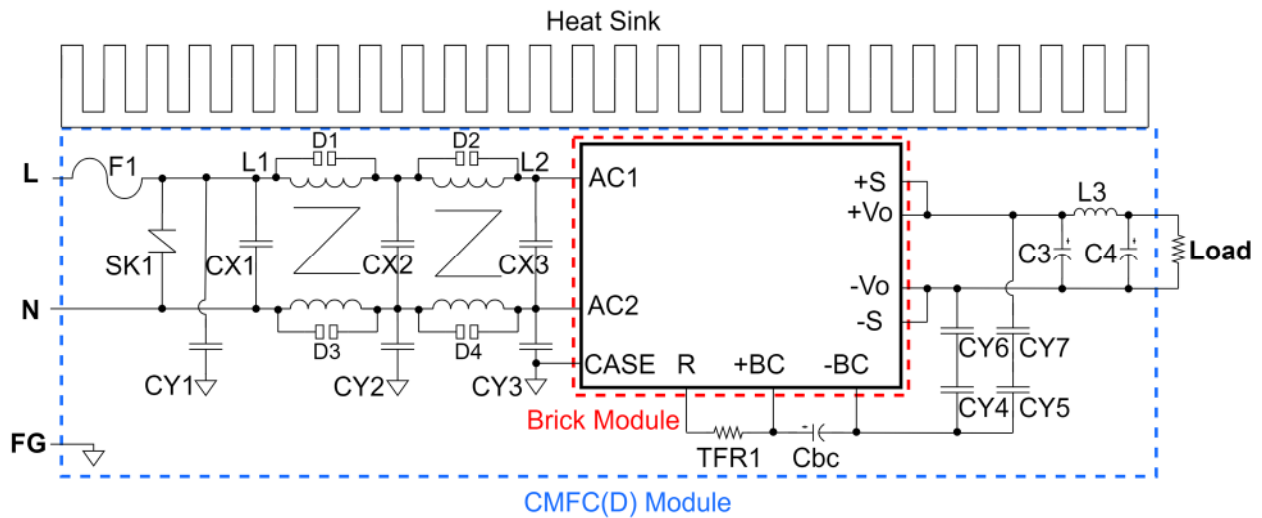 Heat Sink
D1 D2
L F1 L1 L2 AC1 +S
+Vo L3
SK1 CX1 CX2 CX3 C3 C4 Load
N AC2 -Vo
-S
D3 D4 CY6 CY7
CY1 CY2 CY3 CASE R +BC -BC
CY4 CY5
Brick Module
FG TFR1 - Cbc
CMFC(D) Module